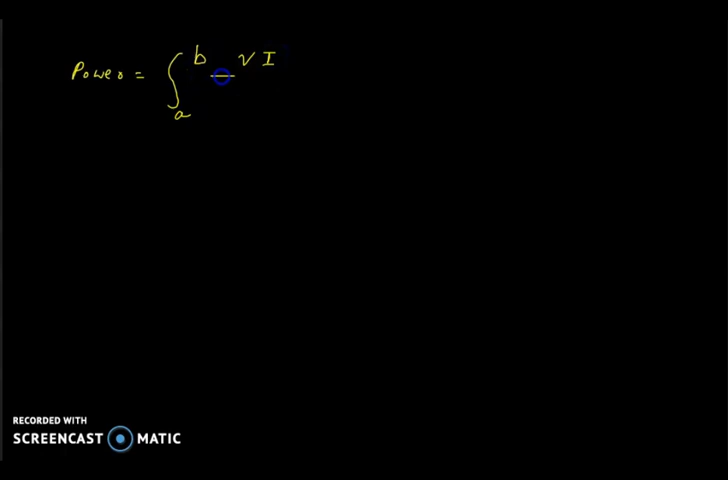 Power = ∫ₐᵇ — V I
RECORDED WITH
SCREENCAST MATIC